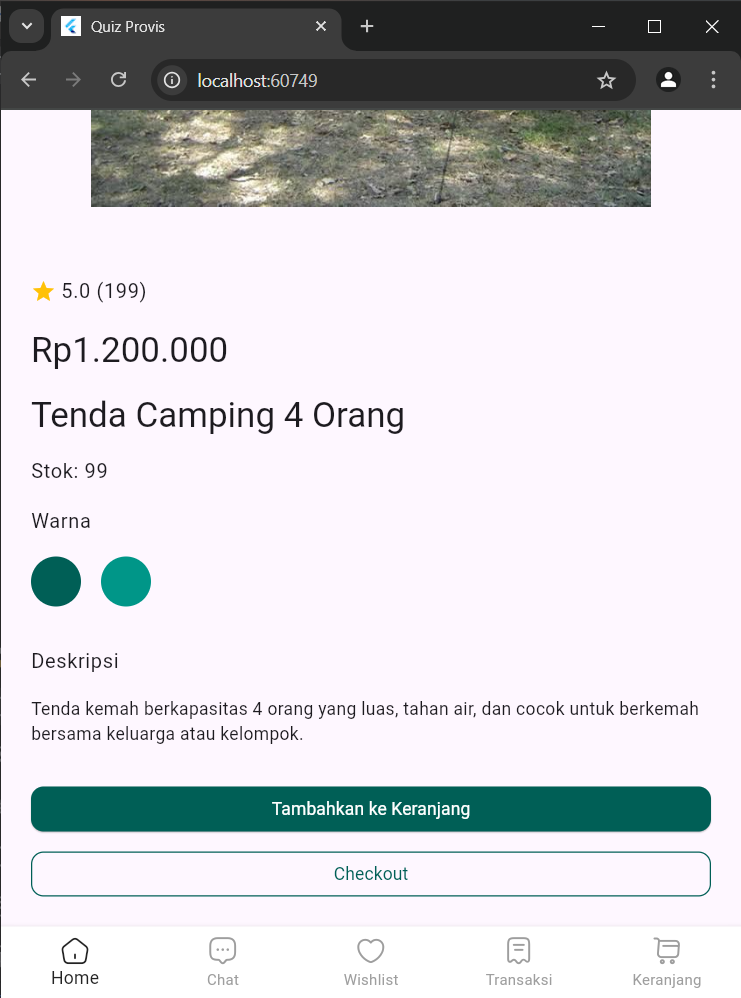 Quiz Provis
localhost:60749
5.0 (199)
Rp1.200.000
Tenda Camping 4 Orang
Stok: 99
Warna
Deskripsi
Tenda kemah berkapasitas 4 orang yang luas, tahan air, dan cocok untuk berkemah
bersama keluarga atau kelompok.
Tambahkan ke Keranjang
Checkout
Home
Chat
Wishlist
Transaksi
Keranjang